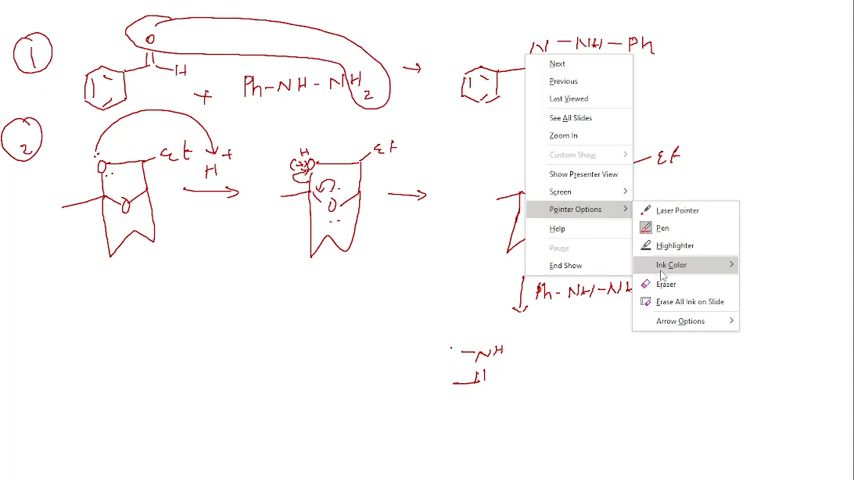 1
O
H
+ Ph-NH-NH2 →
N-NH-Ph
2
O
Et
O
H+
→
H
O
Et
O
→
Et
Ph-NH-NH
-NH
Next
Previous
Last Viewed
See All Slides
Zoom In
Custom Show
Show Presenter View
Screen
Pointer Options
Help
Pause
End Show
Laser Pointer
Pen
Highlighter
Ink Color
Eraser
Erase All Ink on Slide
Arrow Options